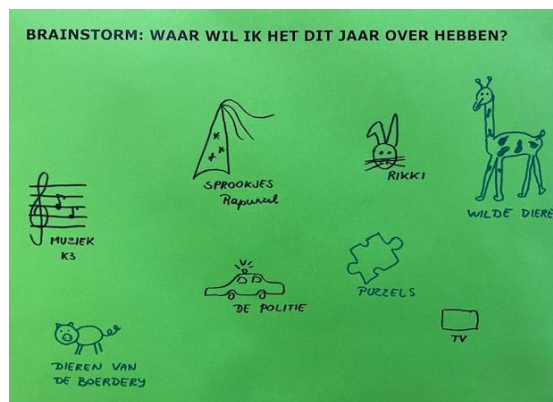 BRAINSTORM: WAAR WIL IK HET DIT JAAR OVER HEBBEN?
SPROOKJES
Rapunzel
RIKKI
WILDE DIERE
MUZIEK
K3
DE POLITIE
PUZZELS
TV
DIEREN VAN
DE BOERDERY